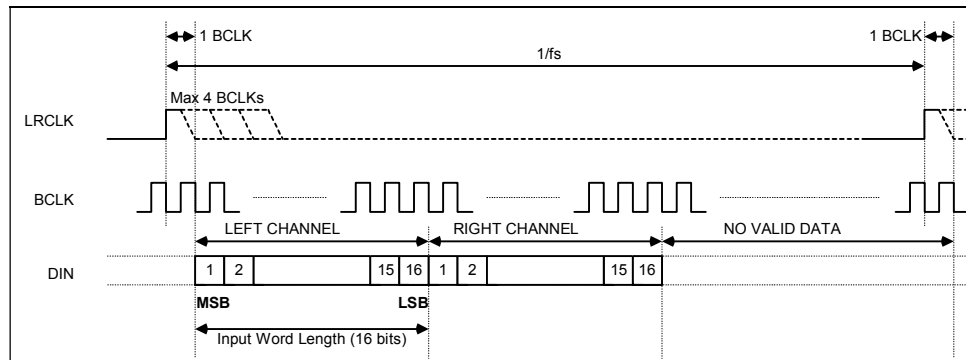 1 BCLK 1 BCLK
1/fs
Max 4 BCLKs
LRCLK
BCLK
LEFT CHANNEL RIGHT CHANNEL NO VALID DATA
DIN 1 2 15 16 1 2 15 16
MSB LSB
Input Word Length (16 bits)